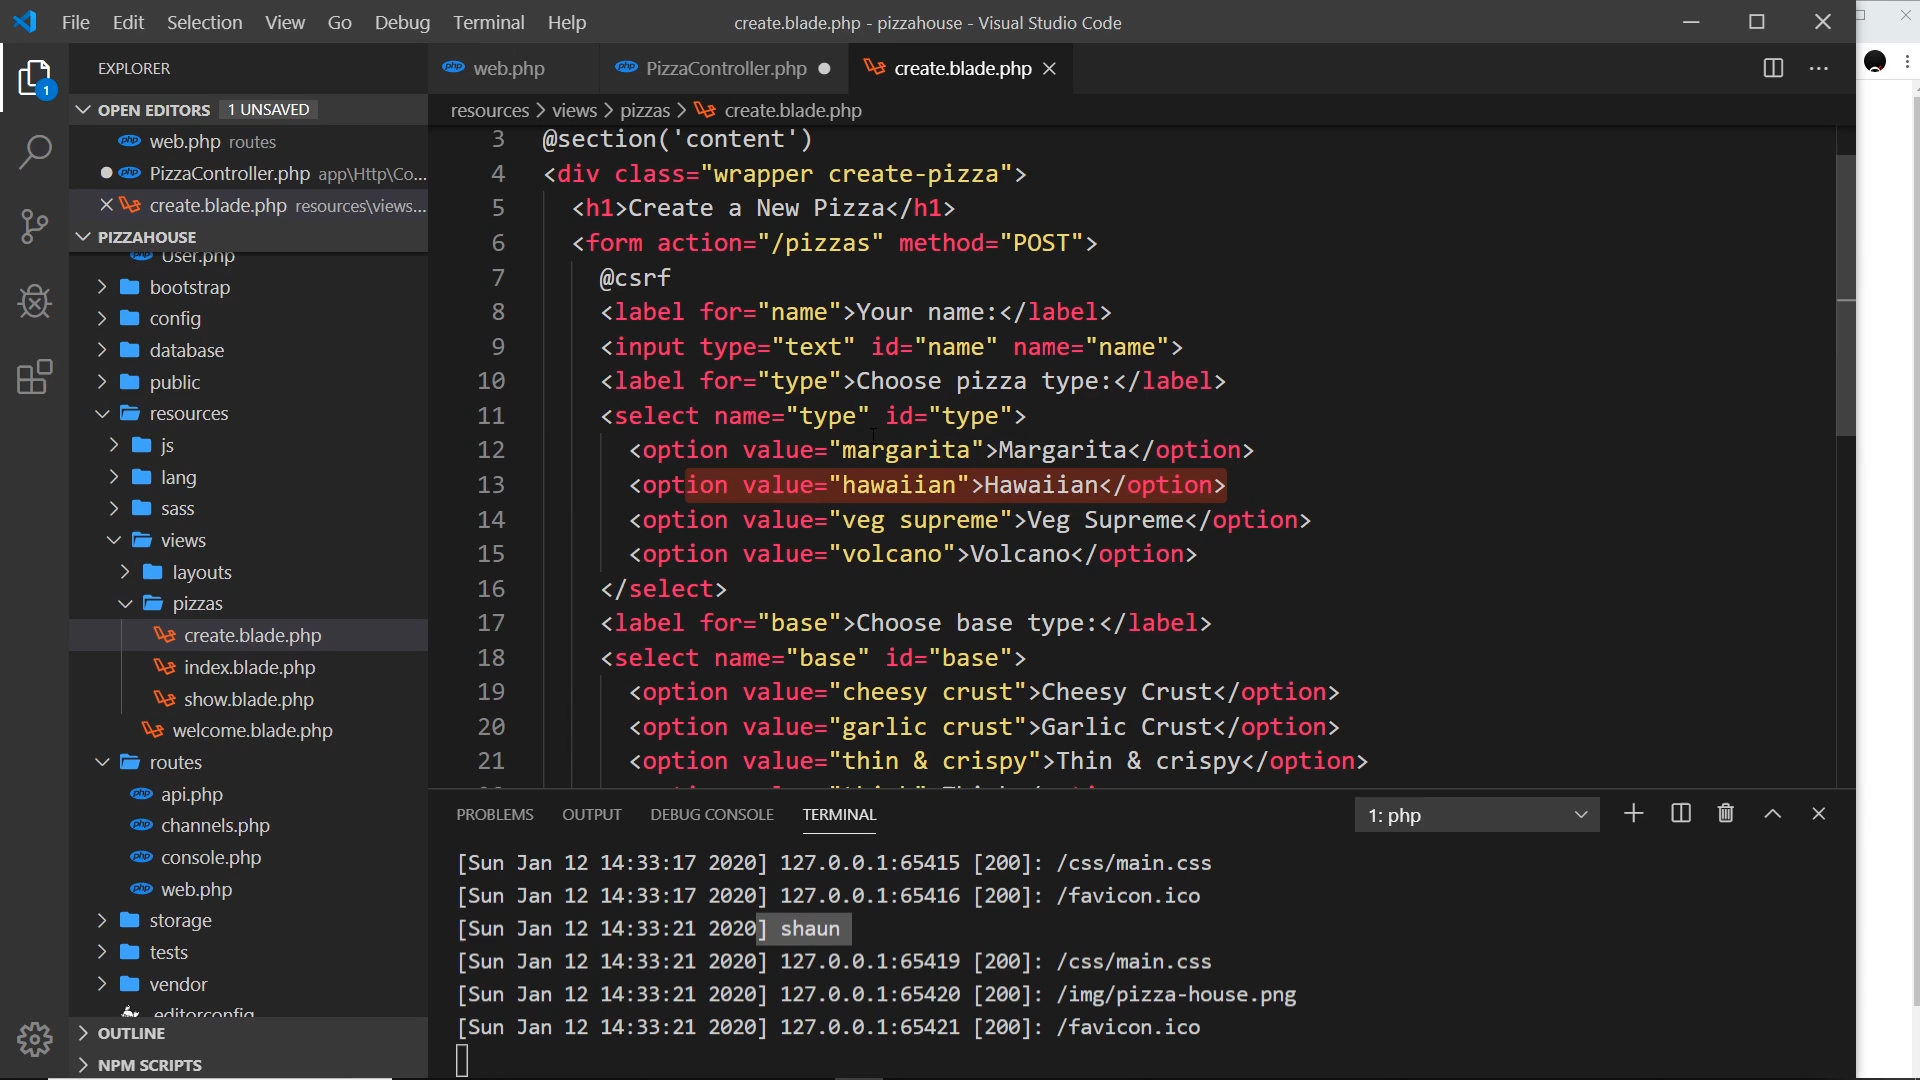 File Edit Selection View Go Debug Terminal Help
create.blade.php - pizzahouse - Visual Studio Code
EXPLORER
1
OPEN EDITORS 1 UNSAVED
php web.php routes
php PizzaController.php app\Http\Co...
create.blade.php resources\views...
PIZZAHOUSE
User.php
bootstrap
config
database
public
resources
js
lang
sass
views
layouts
pizzas
create.blade.php
index.blade.php
show.blade.php
welcome.blade.php
routes
php api.php
php channels.php
php console.php
php web.php
storage
tests
vendor
.editorconfig
OUTLINE
NPM SCRIPTS
php web.php
php PizzaController.php
create.blade.php
resources > views > pizzas > create.blade.php
3 @section('content')
4 <div class="wrapper create-pizza">
5 <h1>Create a New Pizza</h1>
6 <form action="/pizzas" method="POST">
7 @csrf
8 <label for="name">Your name:</label>
9 <input type="text" id="name" name="name">
10 <label for="type">Choose pizza type:</label>
11 <select name="type" id="type">
12 <option value="margarita">Margarita</option>
13 <option value="hawaiian">Hawaiian</option>
14 <option value="veg supreme">Veg Supreme</option>
15 <option value="volcano">Volcano</option>
16 </select>
17 <label for="base">Choose base type:</label>
18 <select name="base" id="base">
19 <option value="cheesy crust">Cheesy Crust</option>
20 <option value="garlic crust">Garlic Crust</option>
21 <option value="thin & crispy">Thin & crispy</option>
PROBLEMS OUTPUT DEBUG CONSOLE TERMINAL
1: php
[Sun Jan 12 14:33:17 2020] 127.0.0.1:65415 [200]: /css/main.css
[Sun Jan 12 14:33:17 2020] 127.0.0.1:65416 [200]: /favicon.ico
[Sun Jan 12 14:33:21 2020] shaun
[Sun Jan 12 14:33:21 2020] 127.0.0.1:65419 [200]: /css/main.css
[Sun Jan 12 14:33:21 2020] 127.0.0.1:65420 [200]: /img/pizza-house.png
[Sun Jan 12 14:33:21 2020] 127.0.0.1:65421 [200]: /favicon.ico